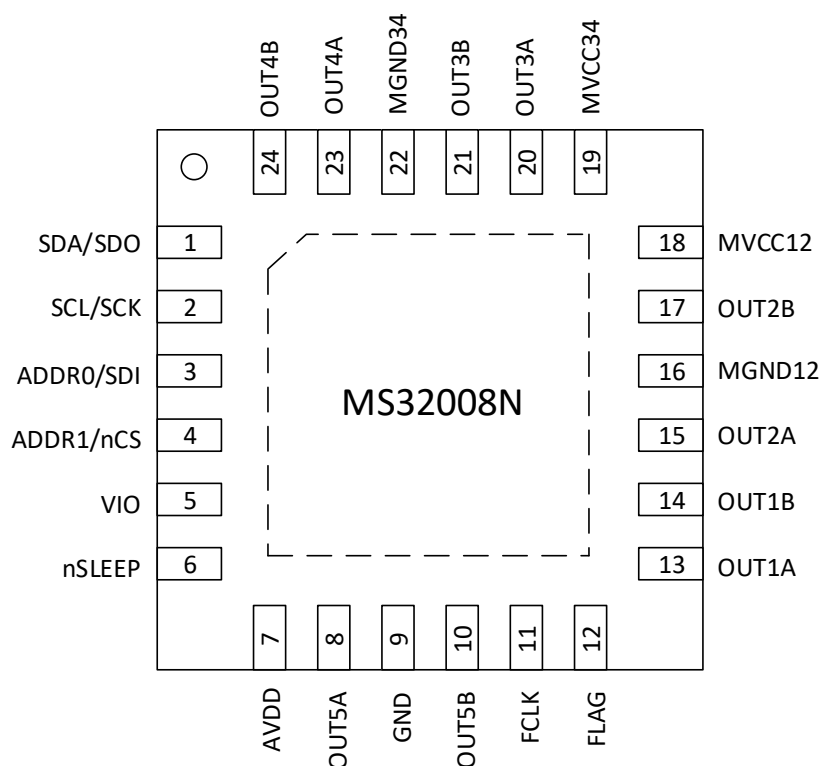 OUT4B
OUT4A
MGND34
OUT3B
OUT3A
MVCC34
24
23
22
21
20
19
SDA/SDO
1
18
MVCC12
SCL/SCK
2
17
OUT2B
ADDR0/SDI
3
16
MGND12
MS32008N
ADDR1/nCS
4
15
OUT2A
VIO
5
14
OUT1B
nSLEEP
6
13
OUT1A
7
8
9
10
11
12
AVDD
OUT5A
GND
OUT5B
FCLK
FLAG